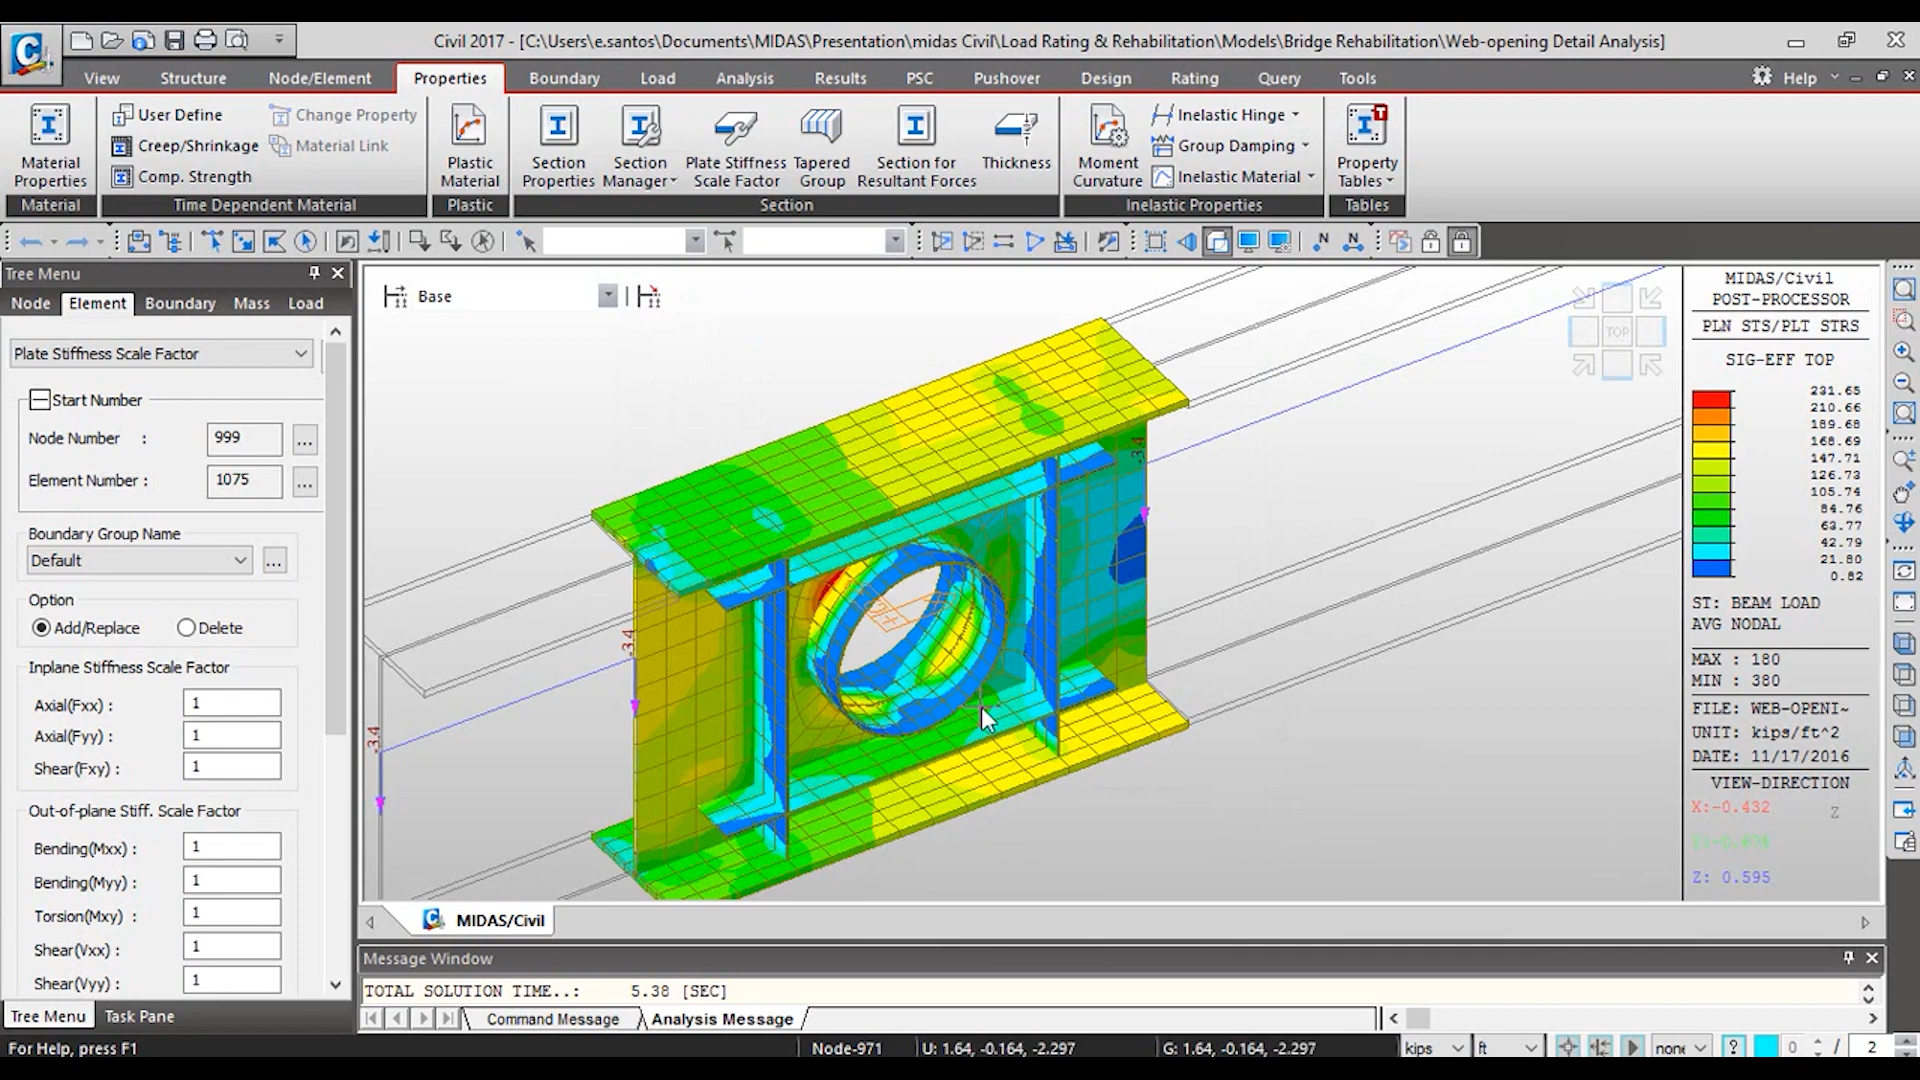 Civil 2017 - [C:\Users\e.santos\Documents\MIDAS\Presentation\midas Civil\Load Rating & Rehabilitation\Models\Bridge Rehabilitation\Web-opening Detail Analysis]
View Structure Node/Element Properties Boundary Load Analysis Results PSC Pushover Design Rating Query Tools Help
Material Properties
User Define
Creep/Shrinkage
Comp. Strength
Change Property
Material Link
Plastic Material
Section Properties
Section Manager
Plate Stiffness Scale Factor
Tapered Group
Section for Resultant Forces
Thickness
Moment Curvature
Inelastic Hinge
Group Damping
Inelastic Material
Property Tables
Material Time Dependent Material Plastic Section Inelastic Properties Tables
Tree Menu
Node Element Boundary Mass Load
Plate Stiffness Scale Factor
Start Number
Node Number : 999 ...
Element Number : 1075 ...
Boundary Group Name
Default ...
Option
Add/Replace Delete
Inplane Stiffness Scale Factor
Axial(Fxx) : 1
Axial(Fyy) : 1
Shear(Fxy) : 1
Out-of-plane Stiff. Scale Factor
Bending(Mxx) : 1
Bending(Myy) : 1
Torsion(Mxy) : 1
Shear(Vxx) : 1
Shear(Vyy) : 1
Tree Menu Task Pane
Base
TOP
-3.4
-3.4
-3.4
MIDAS/Civil
POST-PROCESSOR
PLN STS/PLT STRS
SIG-EFF TOP
231.65
210.66
189.68
168.69
147.71
126.73
105.74
84.76
63.77
42.79
21.80
0.82
ST: BEAM LOAD
AVG NODAL
MAX : 180
MIN : 380
FILE: WEB-OPENI~
UNIT: kips/ft^2
DATE: 11/17/2016
VIEW-DIRECTION
X:-0.432
Z
Z: 0.595
MIDAS/Civil
Message Window
TOTAL SOLUTION TIME..: 5.38 [SEC]
Command Message Analysis Message
For Help, press F1 Node-971 U: 1.64, -0.164, -2.297 G: 1.64, -0.164, -2.297 kips ft none ? 0 / 2